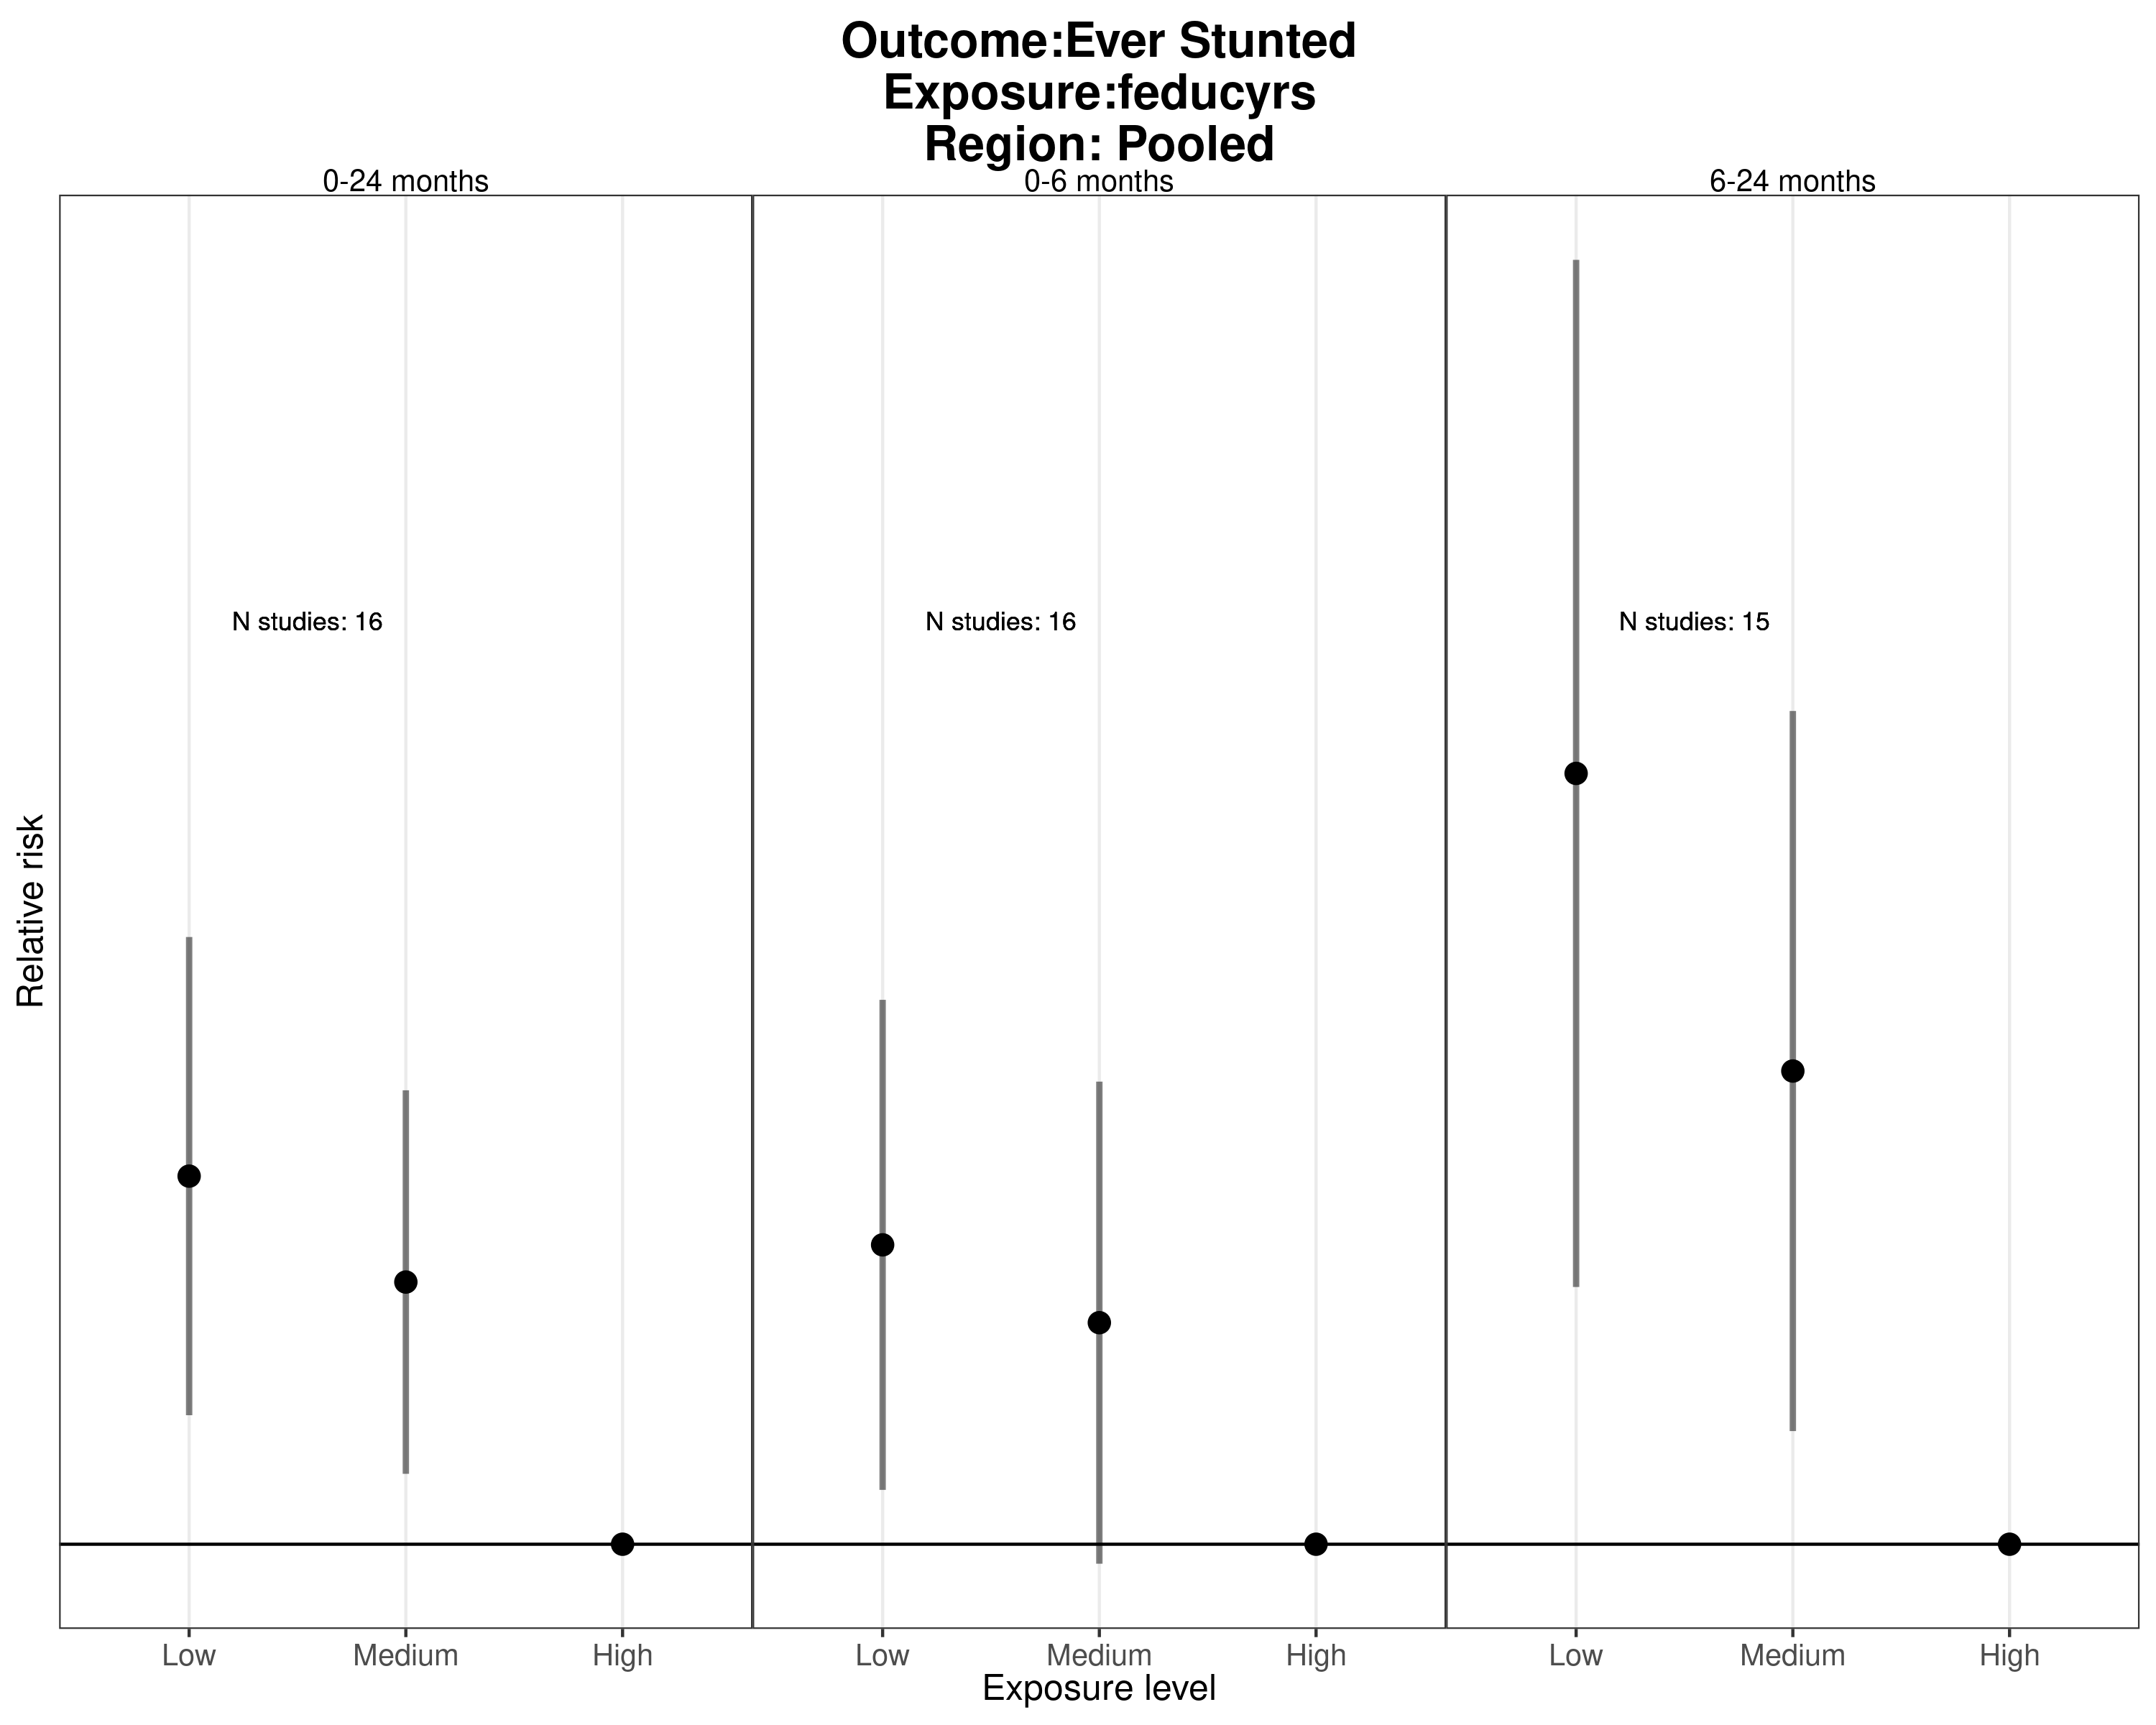 Outcome:Ever Stunted
Exposure:feducyrs
Region: Pooled
0-24 months
0-6 months
6-24 months
N studies: 16
N studies: 16
N studies: 15
Relative risk
Low
Medium
High
Low
Medium
High
Low
Medium
High
Exposure level